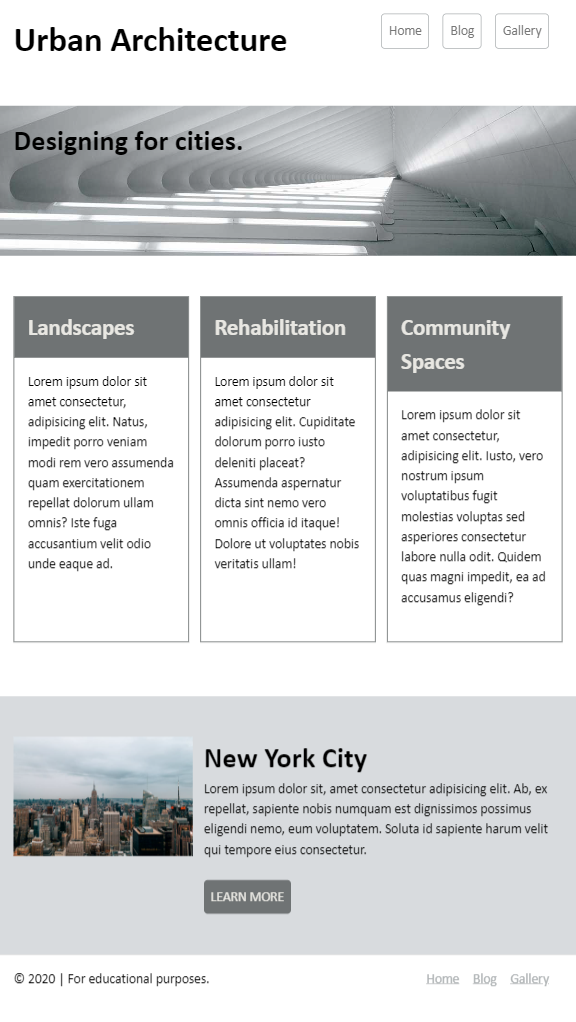 Urban Architecture
Home
Blog
Gallery
Designing for cities.
Landscapes
Lorem ipsum dolor sit
amet consectetur,
adipisicing elit. Natus,
impedit porro veniam
modi rem vero assumenda
quam exercitationem
repellat dolorum ullam
omnis? Iste fuga
accusantium velit odio
unde eaque ad.
Rehabilitation
Lorem ipsum dolor sit
amet consectetur
adipisicing elit. Cupiditate
dolorum porro iusto
deleniti placeat?
Assumenda aspernatur
dicta sint nemo vero
omnis officia id itaque!
Dolore ut voluptates nobis
veritatis ullam!
Community
Spaces
Lorem ipsum dolor sit
amet consectetur,
adipisicing elit. Iusto, vero
nostrum ipsum
voluptatibus fugit
molestias voluptas sed
asperiores consectetur
labore nulla odit. Quidem
quas magni impedit, ea ad
accusamus eligendi?
New York City
Lorem ipsum dolor sit, amet consectetur adipisicing elit. Ab, ex
repellat, sapiente nobis numquam est dignissimos possimus
eligendi nemo, eum voluptatem. Soluta id sapiente harum velit
qui tempore eius consectetur.
LEARN MORE
© 2020 | For educational purposes.
Home
Blog
Gallery